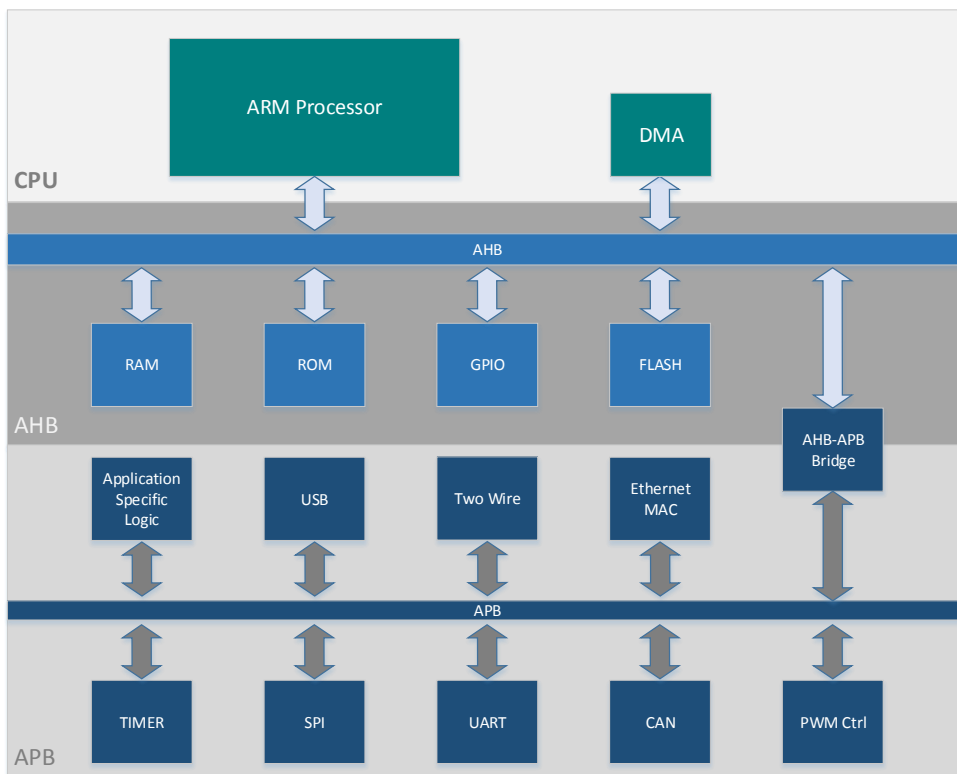 ARM Processor
DMA
CPU
AHB
RAM
ROM
GPIO
FLASH
AHB
AHB-APB
Bridge
Application
Specific
Logic
USB
Two Wire
Ethernet
MAC
APB
TIMER
SPI
UART
CAN
PWM Ctrl
APB